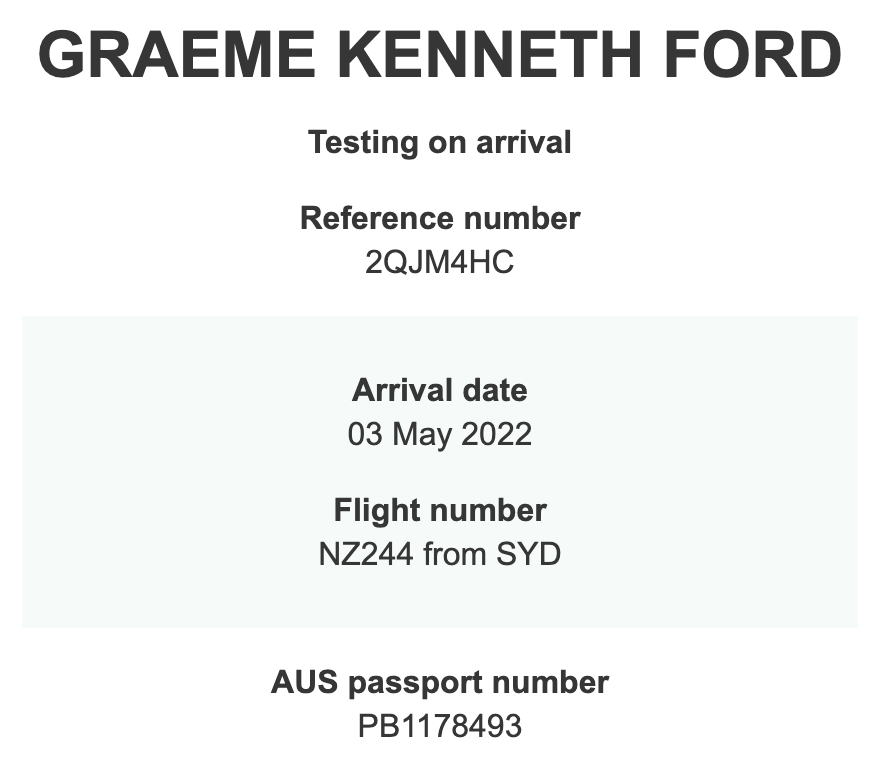 GRAEME KENNETH FORD
Testing on arrival
Reference number
2QJM4HC
Arrival date
03 May 2022
Flight number
NZ244 from SYD
AUS passport number
PB1178493